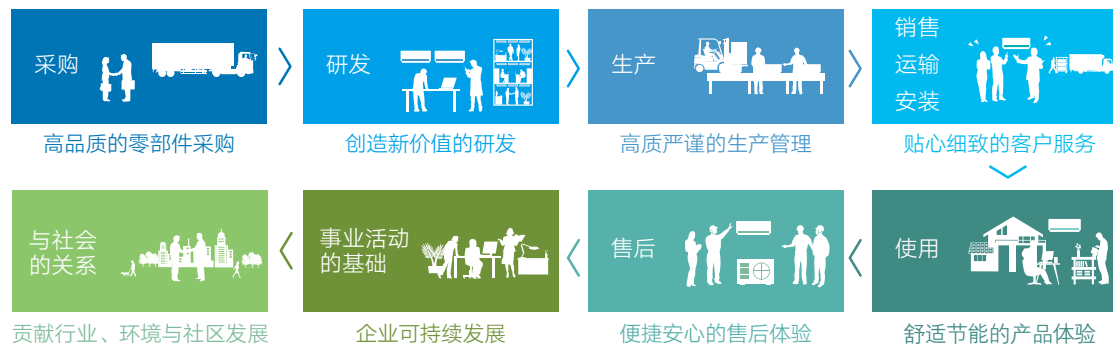 采购
高品质的零部件采购
研发
创造新价值的研发
生产
高质严谨的生产管理
销售
运输
安装
贴心细致的客户服务
使用
舒适节能的产品体验
售后
便捷安心的售后体验
事业活动
的基础
企业可持续发展
与社会
的关系
贡献行业、环境与社区发展